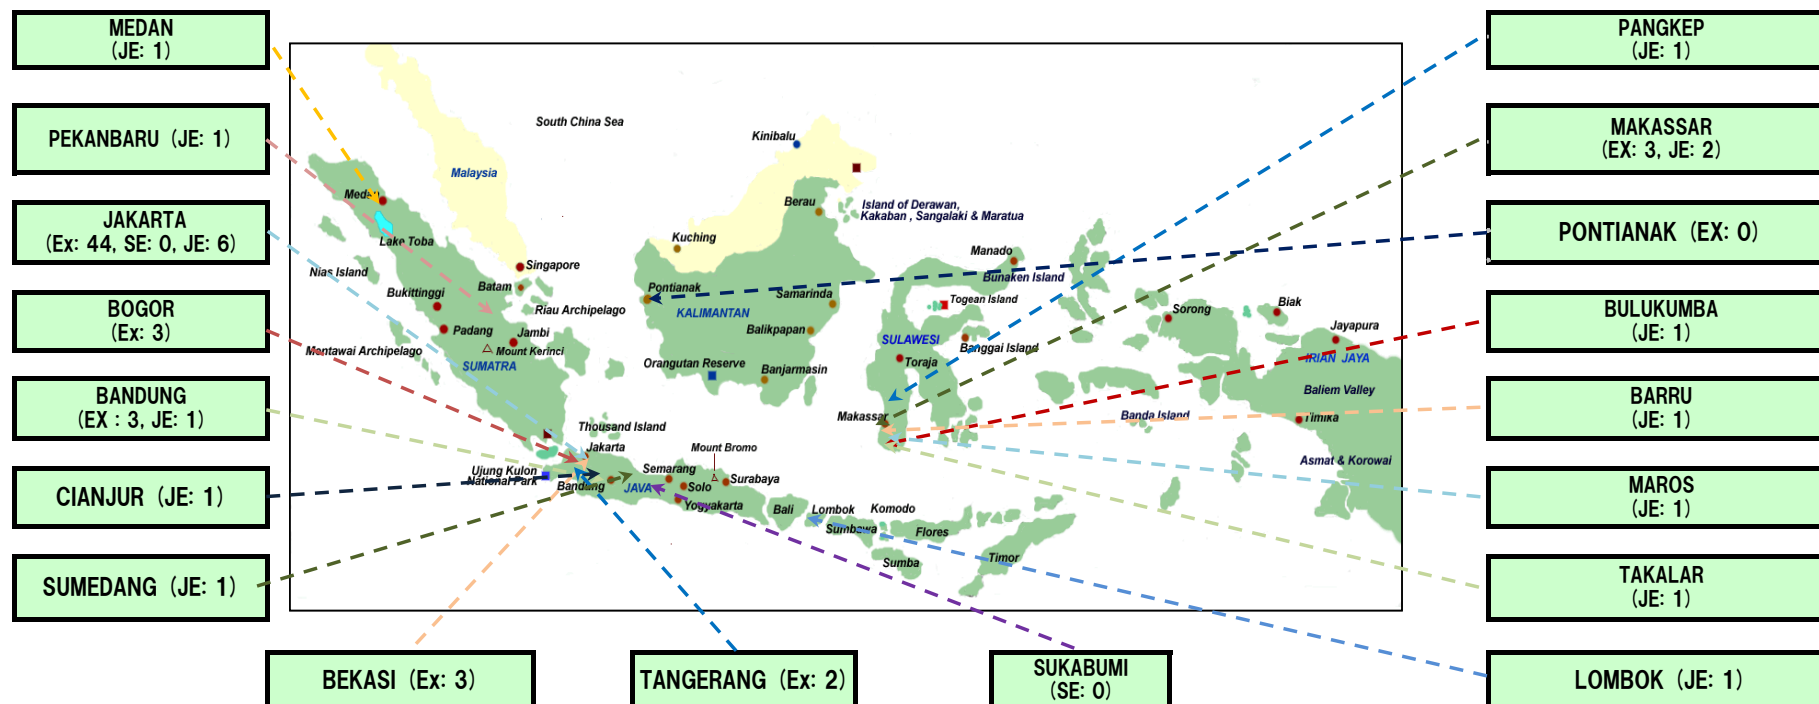 MEDAN
(JE: 1)
PEKANBARU (JE: 1)
JAKARTA
(Ex: 44, SE: 0, JE: 6)
BOGOR
(Ex: 3)
BANDUNG
(EX : 3, JE: 1)
CIANJUR (JE: 1)
SUMEDANG (JE: 1)
BEKASI (Ex: 3)
TANGERANG (Ex: 2)
SUKABUMI
(SE: 0)
PANGKEP
(JE: 1)
MAKASSAR
(EX: 3, JE: 2)
PONTIANAK (EX: 0)
BULUKUMBA
(JE: 1)
BARRU
(JE: 1)
MAROS
(JE: 1)
TAKALAR
(JE: 1)
LOMBOK (JE: 1)
South China Sea
Kinibalu
Malaysia
Medan
Lake Toba
Nias Island
Singapore
Batam
Bukittinggi
Riau Archipelago
Padang
Jambi
Mount Kerinci
Mentawai Archipelago
SUMATRA
Kuching
Berau
Island of Derawan,
Kakaban , Sangalaki & Maratua
Pontianak
KALIMANTAN
Samarinda
Balikpapan
Orangutan Reserve
Banjarmasin
Manado
Bunaken Island
Togean Island
SULAWESI
Banggai Island
Toraja
Makassar
Sorong
Biak
Jayapura
IRIAN JAYA
Baliem Valley
Timika
Banda Island
Asmat & Korowai
Thousand Island
Jakarta
Ujung Kulon
National Park
Bandung
JAVA
Semarang
Mount Bromo
Solo
Surabaya
Yogyakarta
Bali
Lombok
Komodo
Sumbawa
Flores
Sumba
Timor